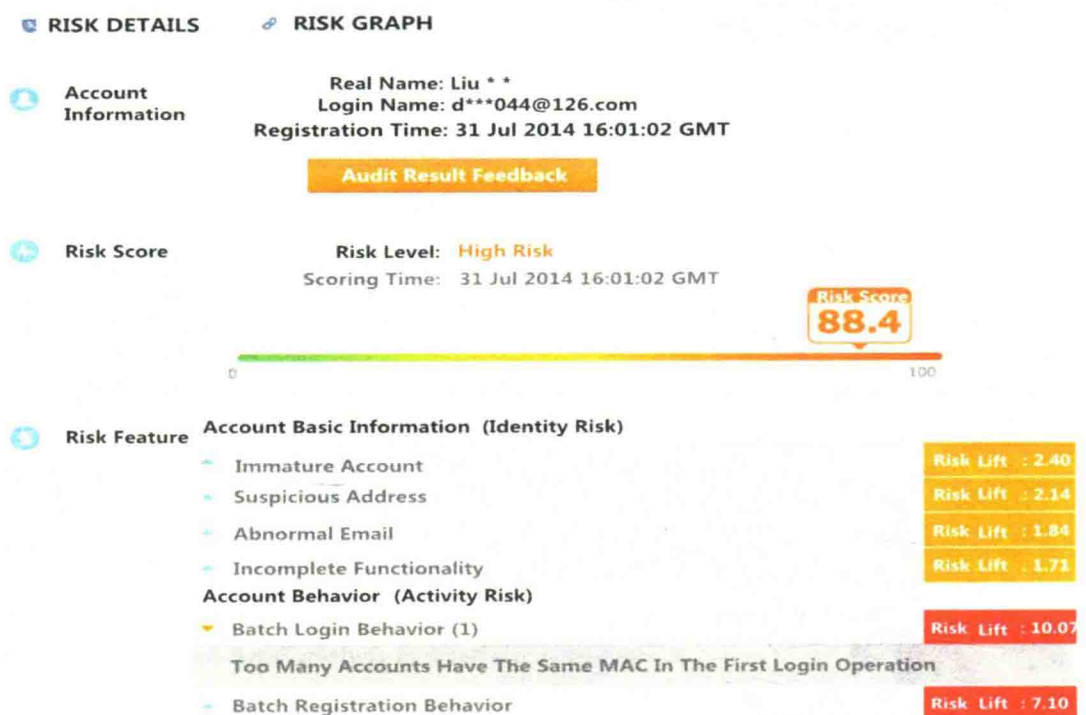 RISK DETAILS RISK GRAPH
Account Information
Real Name: Liu * *
Login Name: d***044@126.com
Registration Time: 31 Jul 2014 16:01:02 GMT
Audit Result Feedback
Risk Score
Risk Level: High Risk
Scoring Time: 31 Jul 2014 16:01:02 GMT
Risk Score
88.4
0 100
Risk Feature
Account Basic Information (Identity Risk)
Immature Account Risk Lift : 2.40
Suspicious Address Risk Lift : 2.14
Abnormal Email Risk Lift : 1.84
Incomplete Functionality Risk Lift : 1.71
Account Behavior (Activity Risk)
Batch Login Behavior (1) Risk Lift : 10.07
Too Many Accounts Have The Same MAC In The First Login Operation
Batch Registration Behavior Risk Lift : 7.10